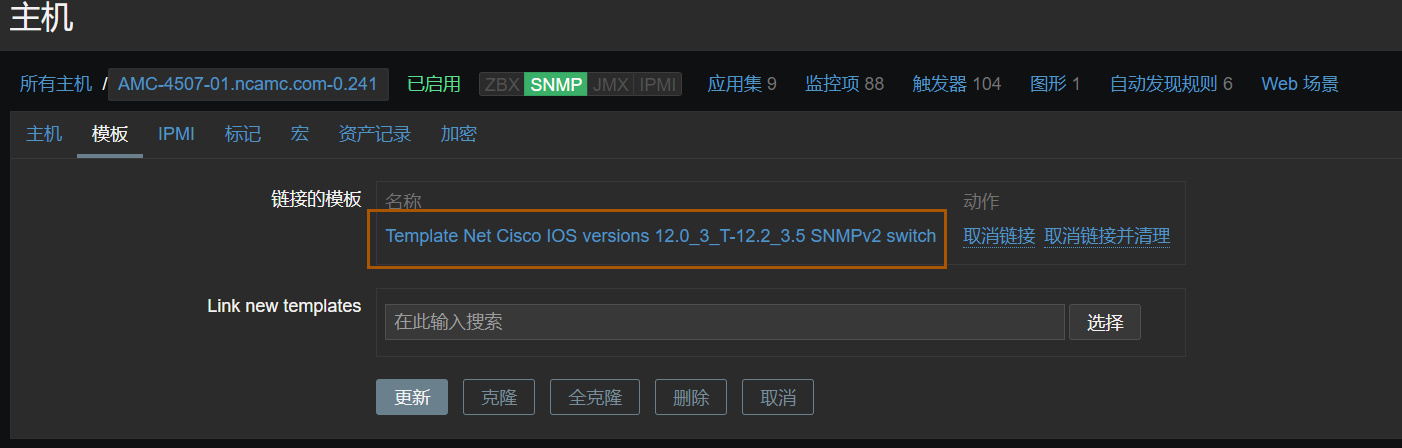 主机
所有主机 / AMC-4507-01.ncamc.com-0.241 已启用 ZBX SNMP JMX IPMI 应用集 9 监控项 88 触发器 104 图形 1 自动发现规则 6 Web 场景
主机 模板 IPMI 标记 宏 资产记录 加密
链接的模板 名称 动作
Template Net Cisco IOS versions 12.0_3_T-12.2_3.5 SNMPv2 switch 取消链接 取消链接并清理
Link new templates 在此输入搜索 选择
更新 克隆 全克隆 删除 取消